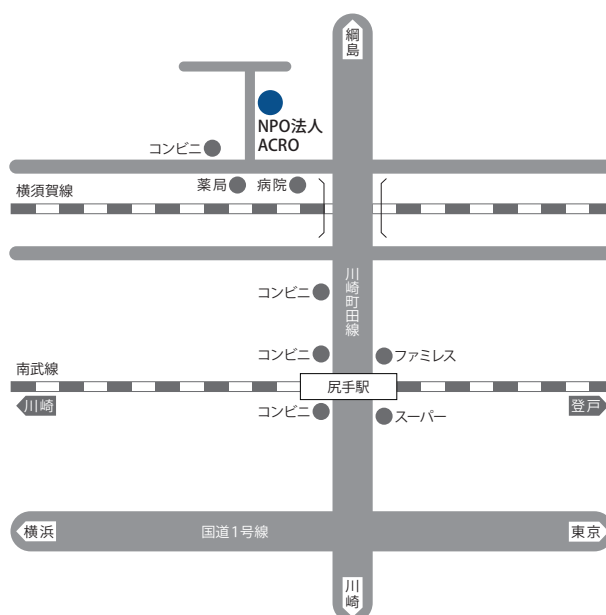 綱島
NPO法人
ACRO
コンビニ
薬局
病院
横須賀線
コンビニ
川崎町田線
コンビニ
ファミレス
南武線
尻手駅
川崎
コンビニ
スーパー
登戸
横浜
国道1号線
東京
川崎